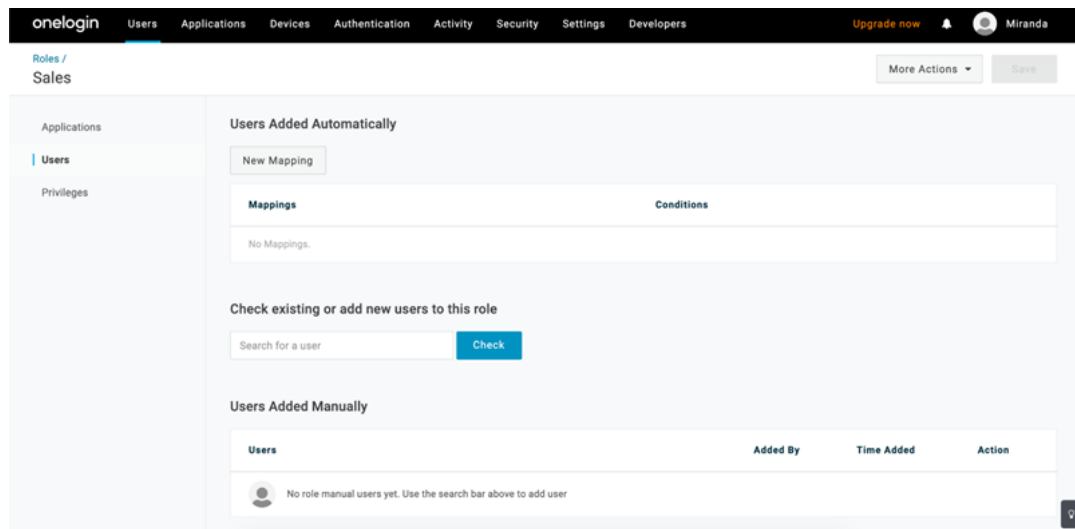 onelogin Users Applications Devices Authentication Activity Security Settings Developers Upgrade now Miranda
Roles /
Sales
More Actions Save
Applications
Users
Privileges
Users Added Automatically
New Mapping
Mappings Conditions
No Mappings.
Check existing or add new users to this role
Search for a user Check
Users Added Manually
Users Added By Time Added Action
No role manual users yet. Use the search bar above to add user